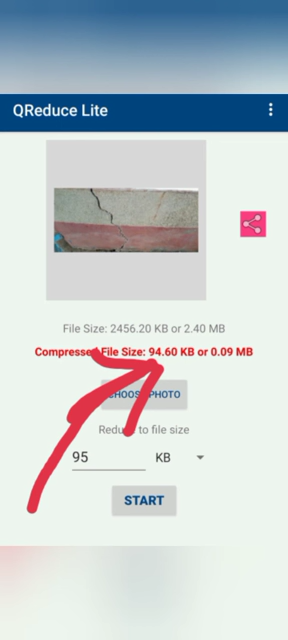 QReduce Lite
File Size: 2456.20 KB or 2.40 MB
Compressed File Size: 94.60 KB or 0.09 MB
CHOOSE PHOTO
Reduce to file size
95 KB
START